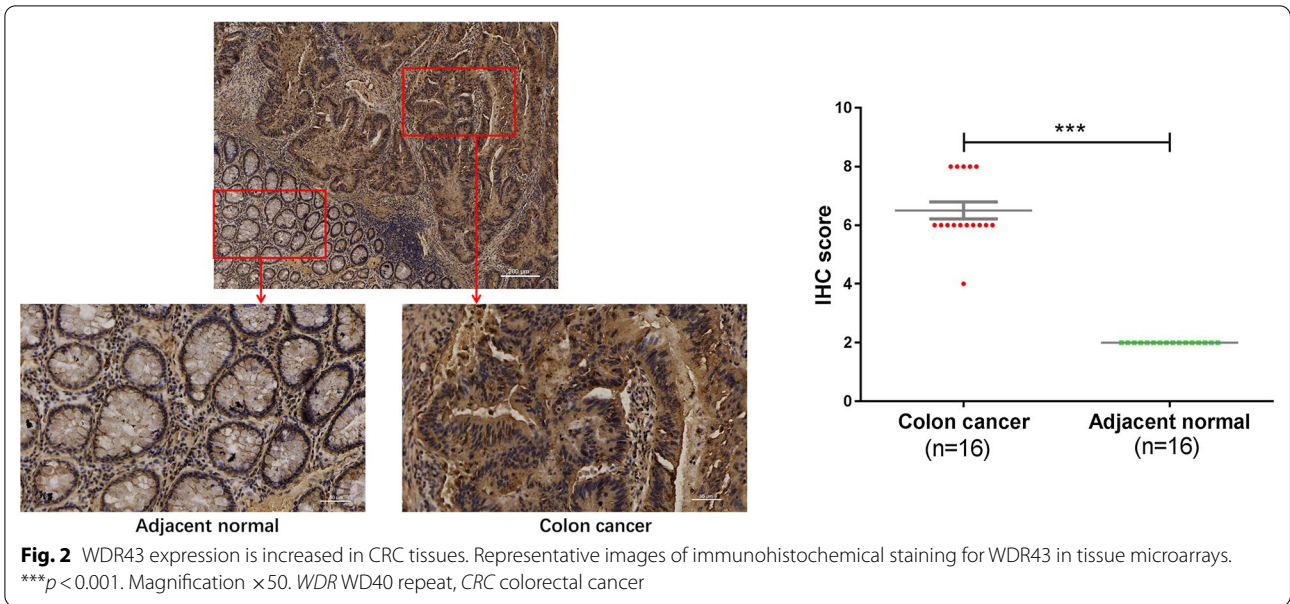 200 μm
Adjacent normal
Colon cancer
10
***
8
6
4
2
0
IHC score
Colon cancer
(n=16)
Adjacent normal
(n=16)
Fig. 2 WDR43 expression is increased in CRC tissues. Representative images of immunohistochemical staining for WDR43 in tissue microarrays.
***p < 0.001. Magnification ×50. WDR WD40 repeat, CRC colorectal cancer